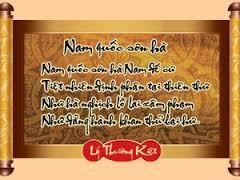 Nam quốc sơn hà
Nam quốc sơn hà Nam đế cư
Tiệt nhiên định phận tại thiên thư
Như hà nghịch lỗ lai xâm phạm
Nhữ đẳng hành khan thủ bại hư.
Lý Thường Kiệt